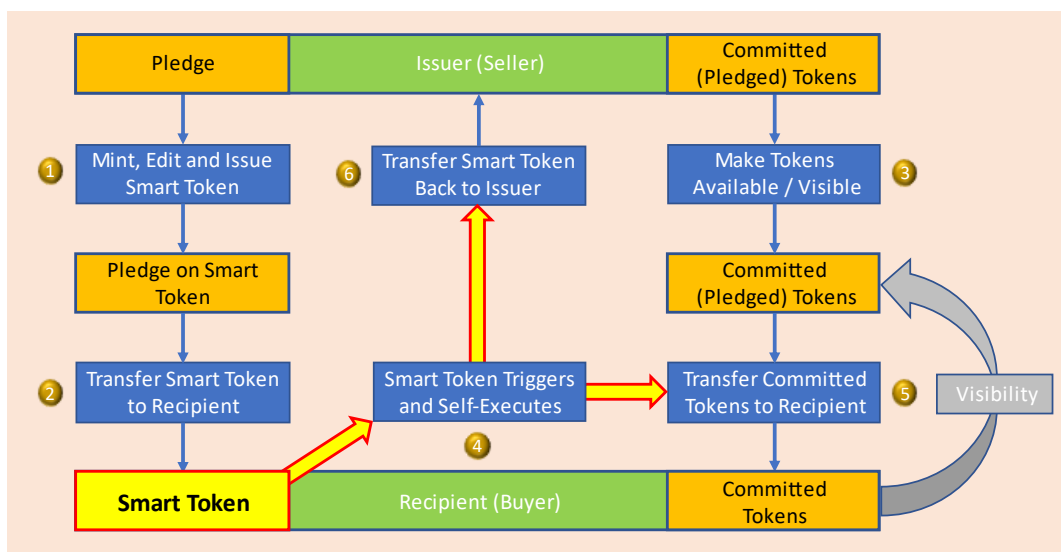 Pledge
Issuer (Seller)
Committed
(Pledged) Tokens
1
Mint, Edit and Issue
Smart Token
6
Transfer Smart Token
Back to Issuer
Make Tokens
Available / Visible
3
Pledge on Smart
Token
Committed
(Pledged) Tokens
2
Transfer Smart Token
to Recipient
Smart Token Triggers
and Self-Executes
4
Transfer Committed
Tokens to Recipient
5
Visibility
Smart Token
Recipient (Buyer)
Committed
Tokens